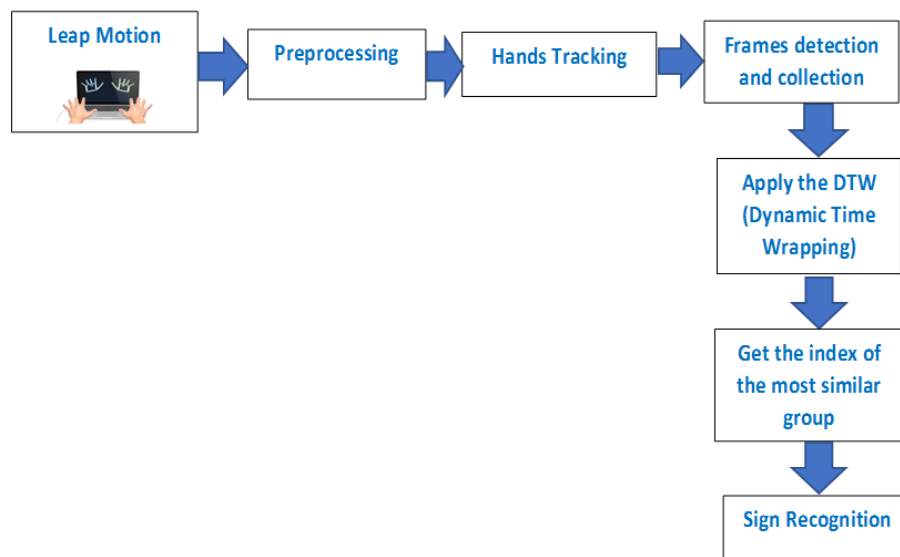 Leap Motion
Preprocessing
Hands Tracking
Frames detection
and collection
Apply the DTW
(Dynamic Time
Wrapping)
Get the index of
the most similar
group
Sign Recognition